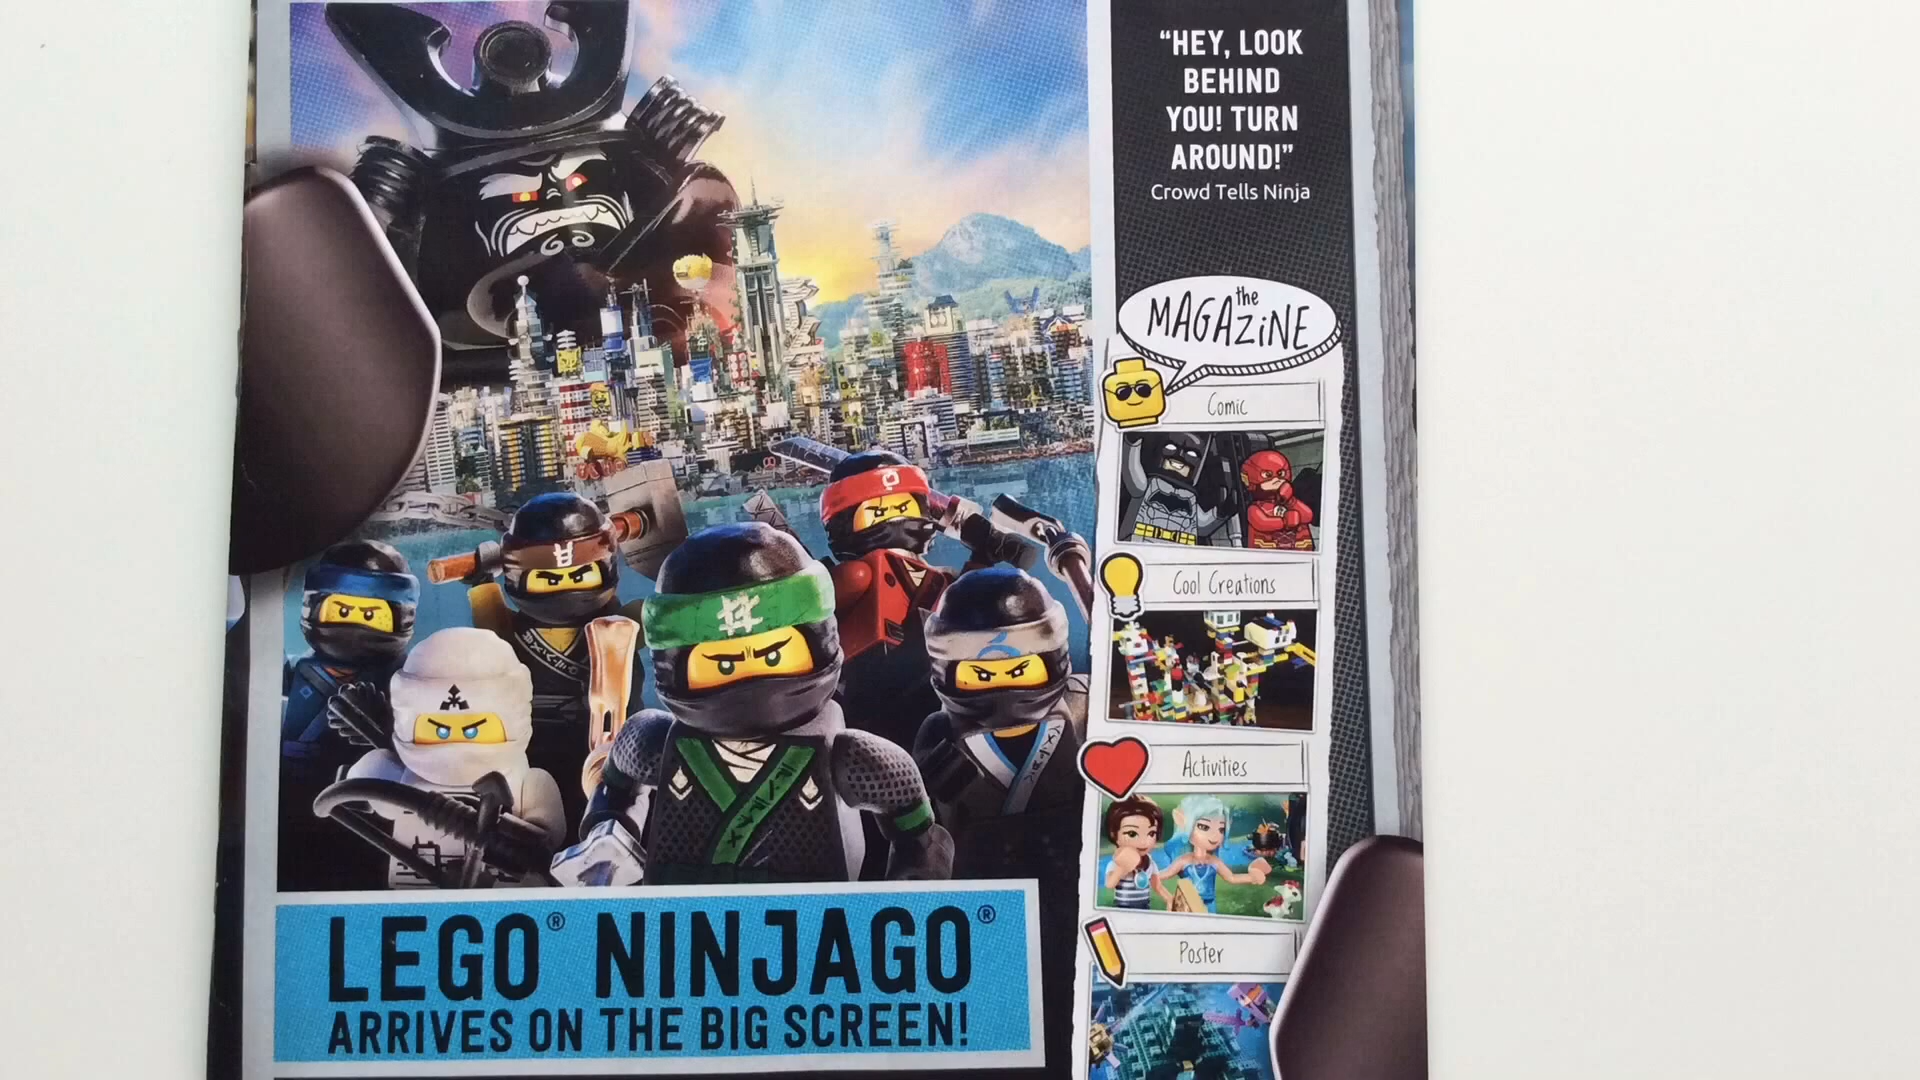 “HEY, LOOK
BEHIND
YOU! TURN
AROUND!”
Crowd Tells Ninja
the
MAGAZiNE
Comic
Cool Creations
Activities
Poster
LEGO® NINJAGO®
ARRIVES ON THE BIG SCREEN!